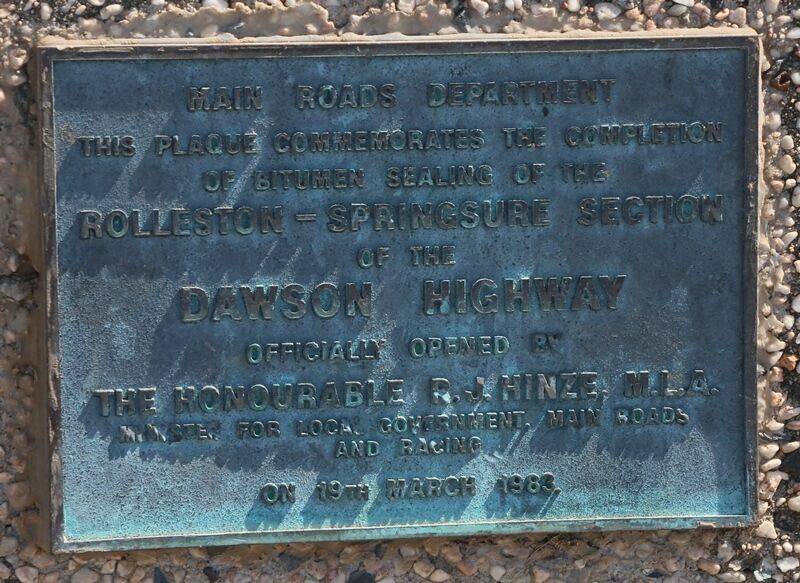 MAIN ROADS DEPARTMENT
THIS PLAQUE COMMEMORATES THE COMPLETION
OF BITUMEN SEALING OF THE
ROLLESTON - SPRINGSURE SECTION
OF THE
DAWSON HIGHWAY
OFFICIALLY OPENED BY
THE HONOURABLE R.J. HINZE, M.L.A.
MINISTER FOR LOCAL GOVERNMENT, MAIN ROADS
AND RACING
ON 19TH MARCH 1983